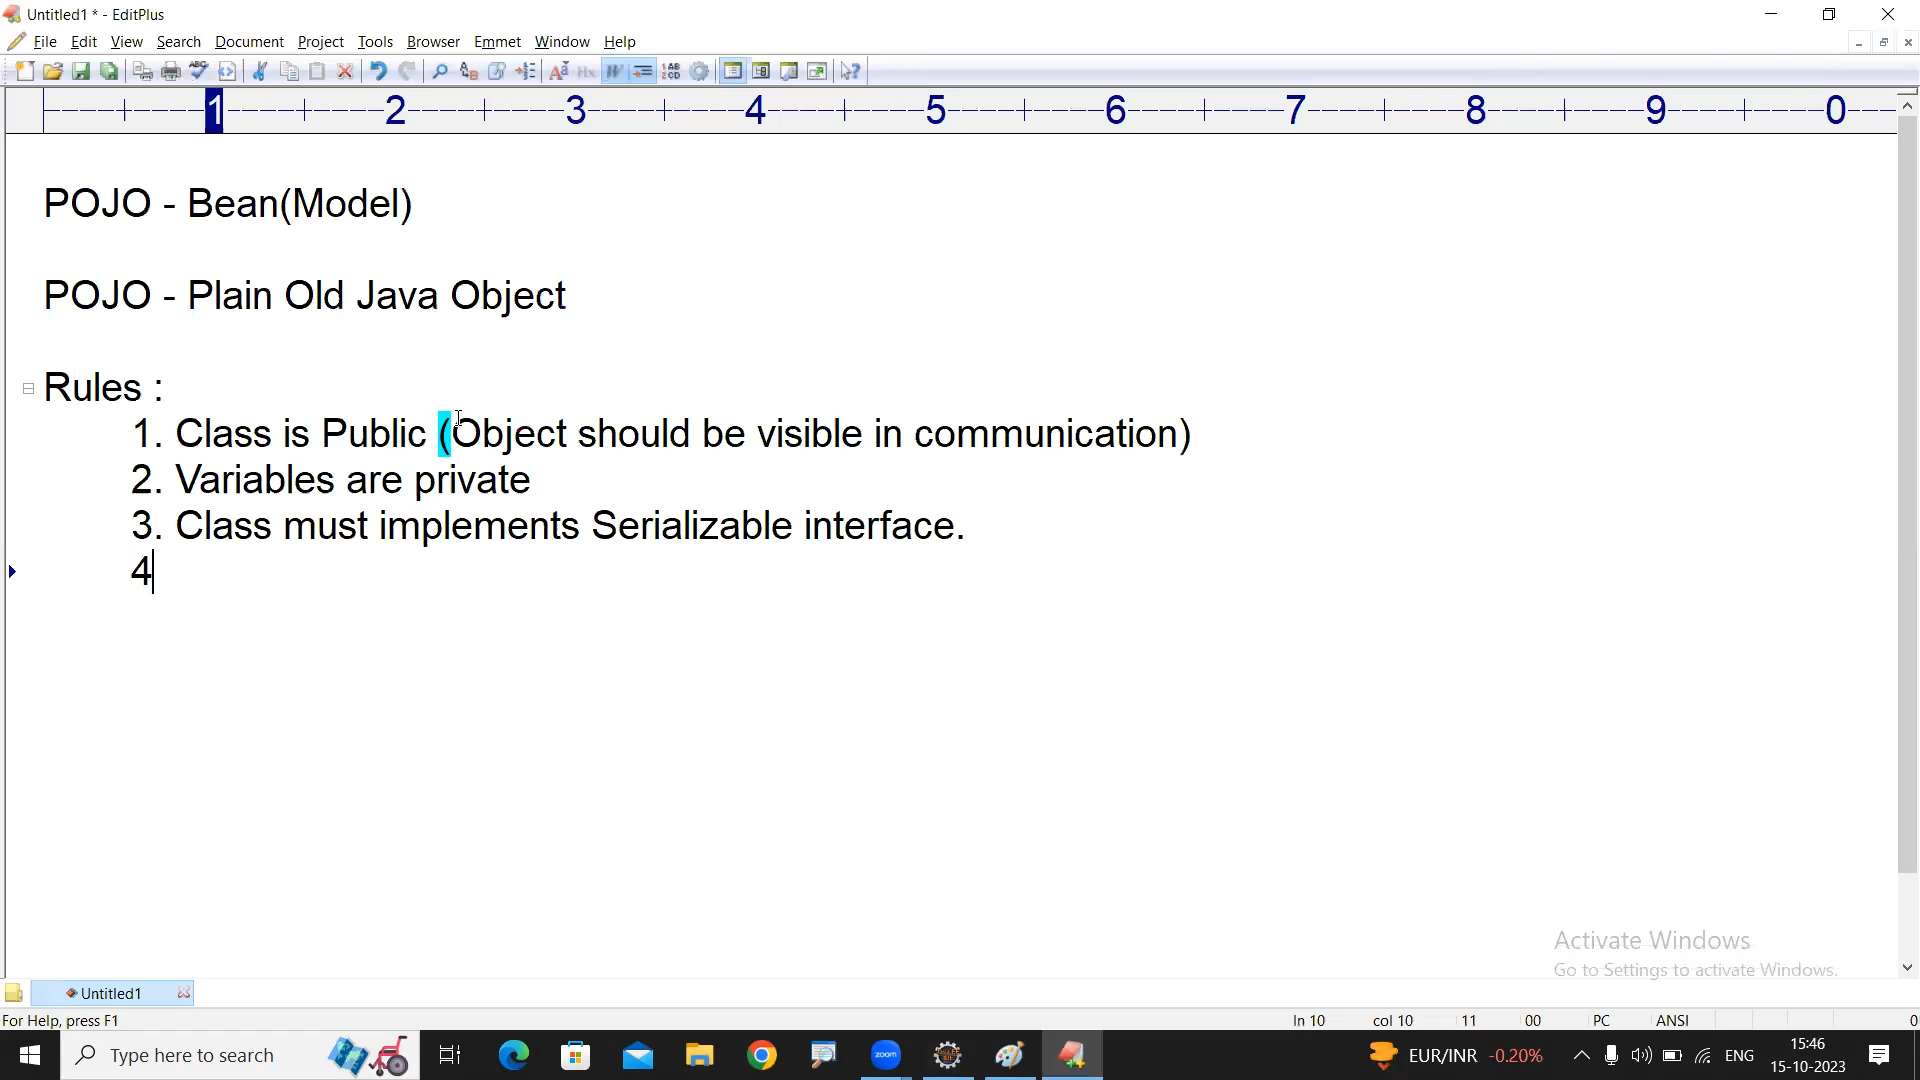 Untitled1 * - EditPlus
File Edit View Search Document Project Tools Browser Emmet Window Help
1 2 3 4 5 6 7 8 9 0
POJO - Bean(Model)
POJO - Plain Old Java Object
Rules :
1. Class is Public (Object should be visible in communication)
2. Variables are private
3. Class must implements Serializable interface.
4
Activate Windows
Go to Settings to activate Windows.
Untitled1
For Help, press F1 ln 10 col 10 11 00 PC ANSI 0
Type here to search zoom EUR/INR -0.20% ENG 15:46
15-10-2023